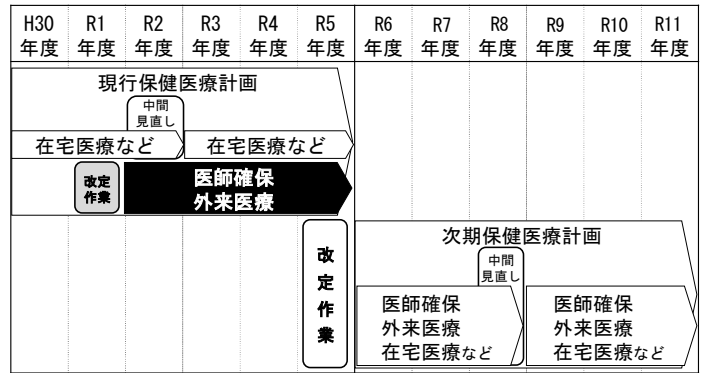 H30 R1 R2 R3 R4 R5 R6 R7 R8 R9 R10 R11
年度 年度 年度 年度 年度 年度 年度 年度 年度 年度 年度 年度
現行保健医療計画
中間
見直し
在宅医療など 在宅医療など
改定
作業
医師確保
外来医療
改
定
作
業
次期保健医療計画
中間
見直し
医師確保
外来医療
在宅医療など
医師確保
外来医療
在宅医療など